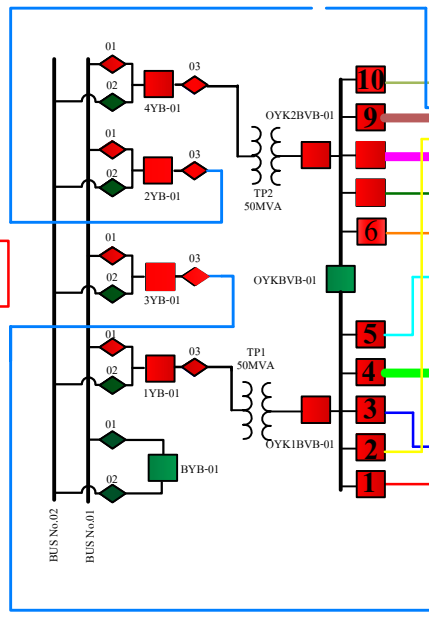 01
02
4YB-01
03
01
02
2YB-01
03
01
02
3YB-01
03
01
02
1YB-01
03
01
02
BYB-01
BUS No.02
BUS No.01
TP2
50MVA
TP1
50MVA
OYK2BVB-01
OYKBVB-01
OYK1BVB-01
10
9
6
5
4
3
2
1